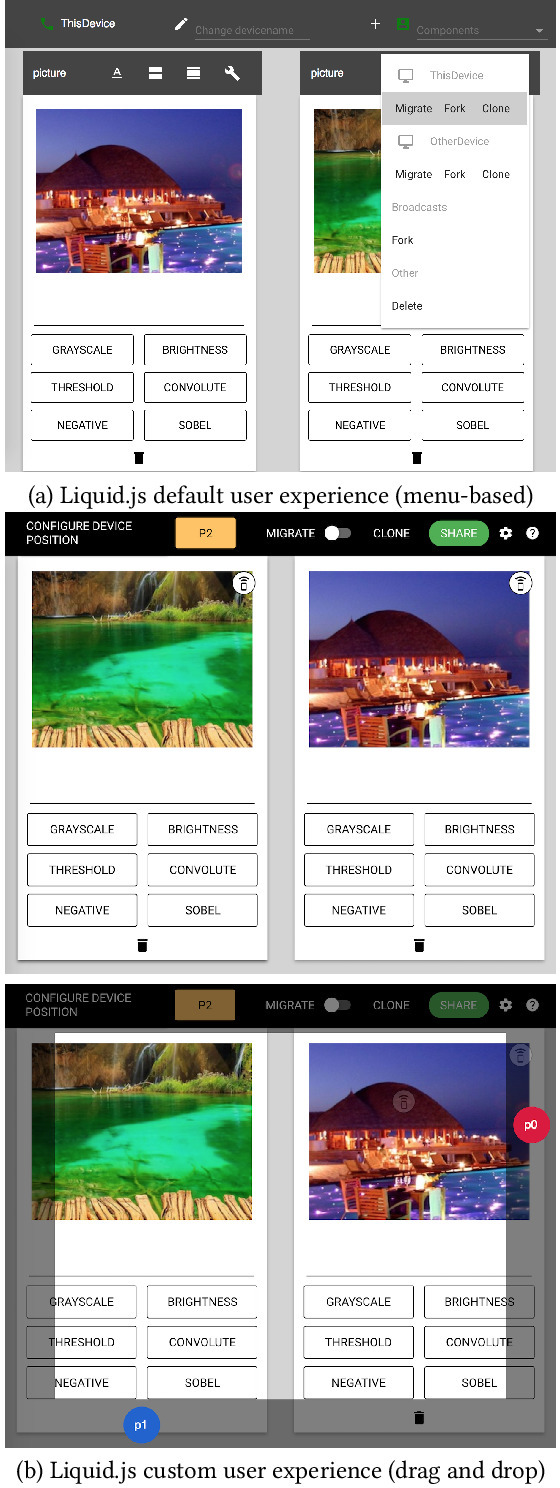 ThisDevice Change devicename Components
picture A picture ThisDevice
Migrate Fork Clone
OtherDevice
Migrate Fork Clone
Broadcasts
Fork
Other
Delete
GRAYSCALE BRIGHTNESS GRAYSCALE BRIGHTNESS
THRESHOLD CONVOLUTE THRESHOLD CONVOLUTE
NEGATIVE SOBEL NEGATIVE SOBEL
(a) Liquid.js default user experience (menu-based)
CONFIGURE DEVICE
POSITION P2 MIGRATE CLONE SHARE ?
GRAYSCALE BRIGHTNESS GRAYSCALE BRIGHTNESS
THRESHOLD CONVOLUTE THRESHOLD CONVOLUTE
NEGATIVE SOBEL NEGATIVE SOBEL
CONFIGURE DEVICE
POSITION P2 MIGRATE CLONE SHARE ?
p0
GRAYSCALE BRIGHTNESS GRAYSCALE BRIGHTNESS
THRESHOLD CONVOLUTE THRESHOLD CONVOLUTE
NEGATIVE SOBEL NEGATIVE SOBEL
p1
(b) Liquid.js custom user experience (drag and drop)